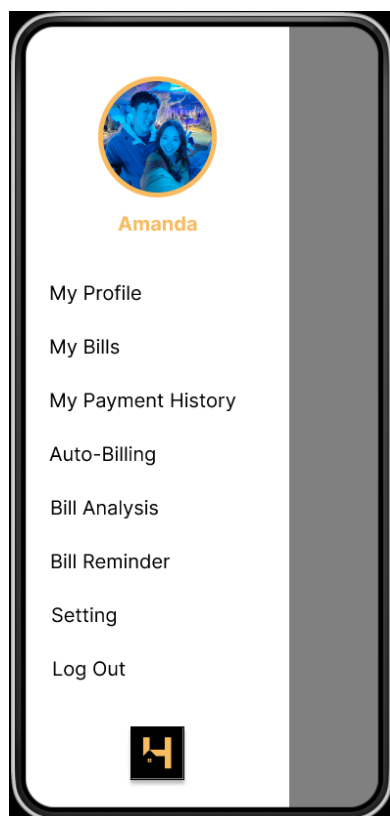 Amanda
My Profile
My Bills
My Payment History
Auto-Billing
Bill Analysis
Bill Reminder
Setting
Log Out
H